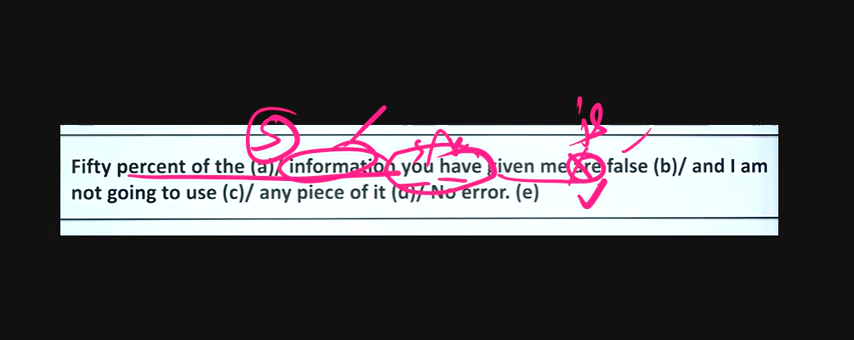 Fifty percent of the (a)/ information you have given me are false (b)/ and I am
not going to use (c)/ any piece of it (d)/ No error. (e)
S
is